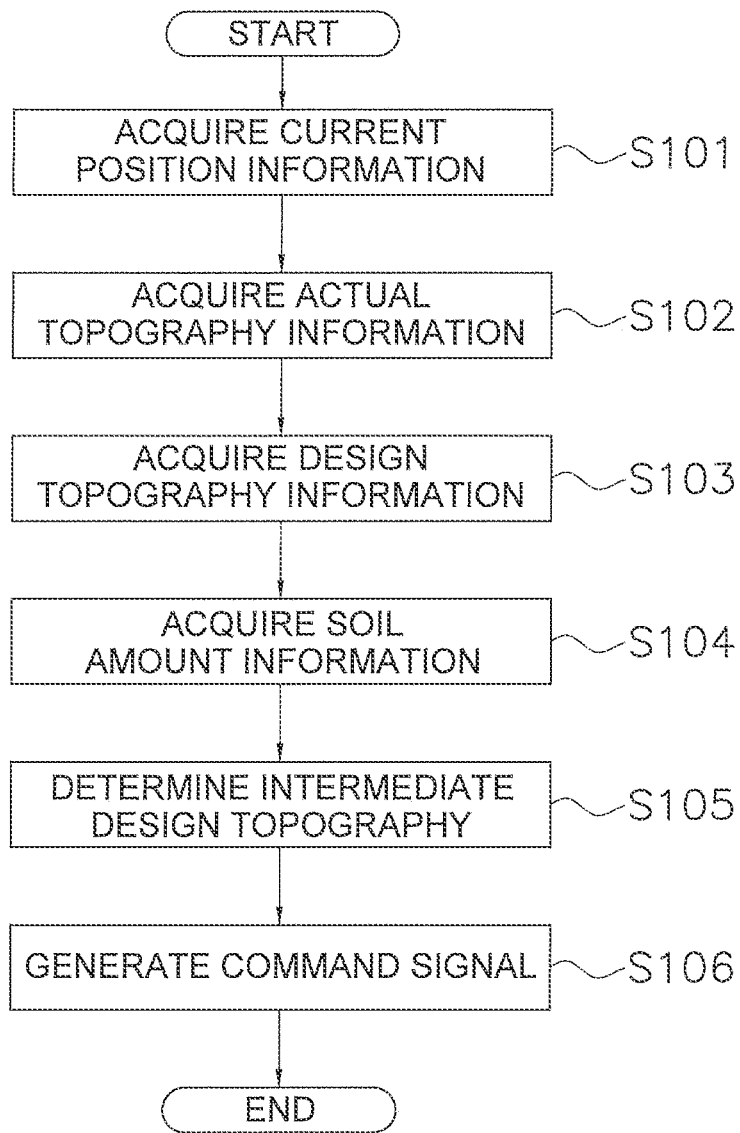 START
ACQUIRE CURRENT
POSITION INFORMATION
S101
ACQUIRE ACTUAL
TOPOGRAPHY INFORMATION
S102
ACQUIRE DESIGN
TOPOGRAPHY INFORMATION
S103
ACQUIRE SOIL
AMOUNT INFORMATION
S104
DETERMINE INTERMEDIATE
DESIGN TOPOGRAPHY
S105
GENERATE COMMAND SIGNAL
S106
END